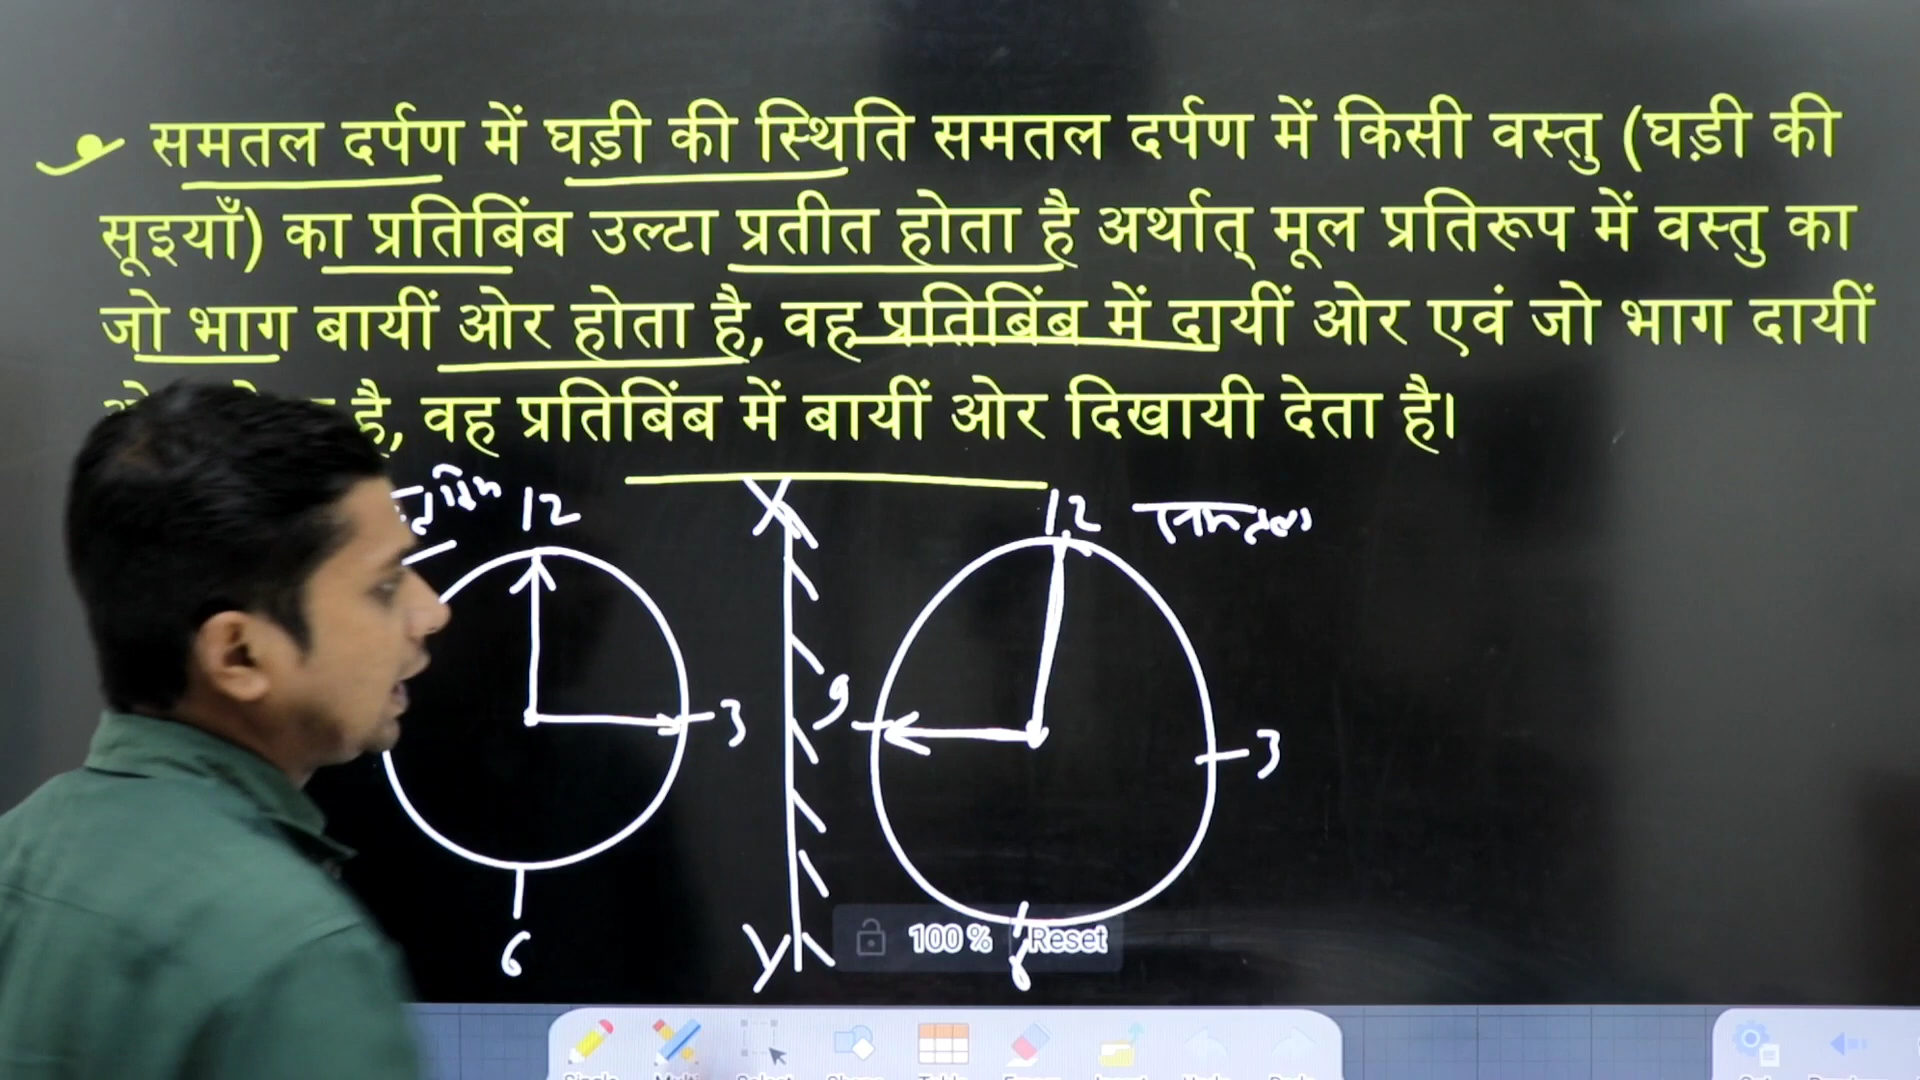 समतल दर्पण में घड़ी की स्थिति समतल दर्पण में किसी वस्तु (घड़ी की
सूइयाँ) का प्रतिबिंब उल्टा प्रतीत होता है अर्थात् मूल प्रतिरूप में वस्तु का
जो भाग बायीं ओर होता है, वह प्रतिबिंब में दायीं ओर एवं जो भाग दायीं
है, वह प्रतिबिंब में बायीं ओर दिखायी देता है।
12 X 12
3 9 3
6 Y 6
100 % Reset